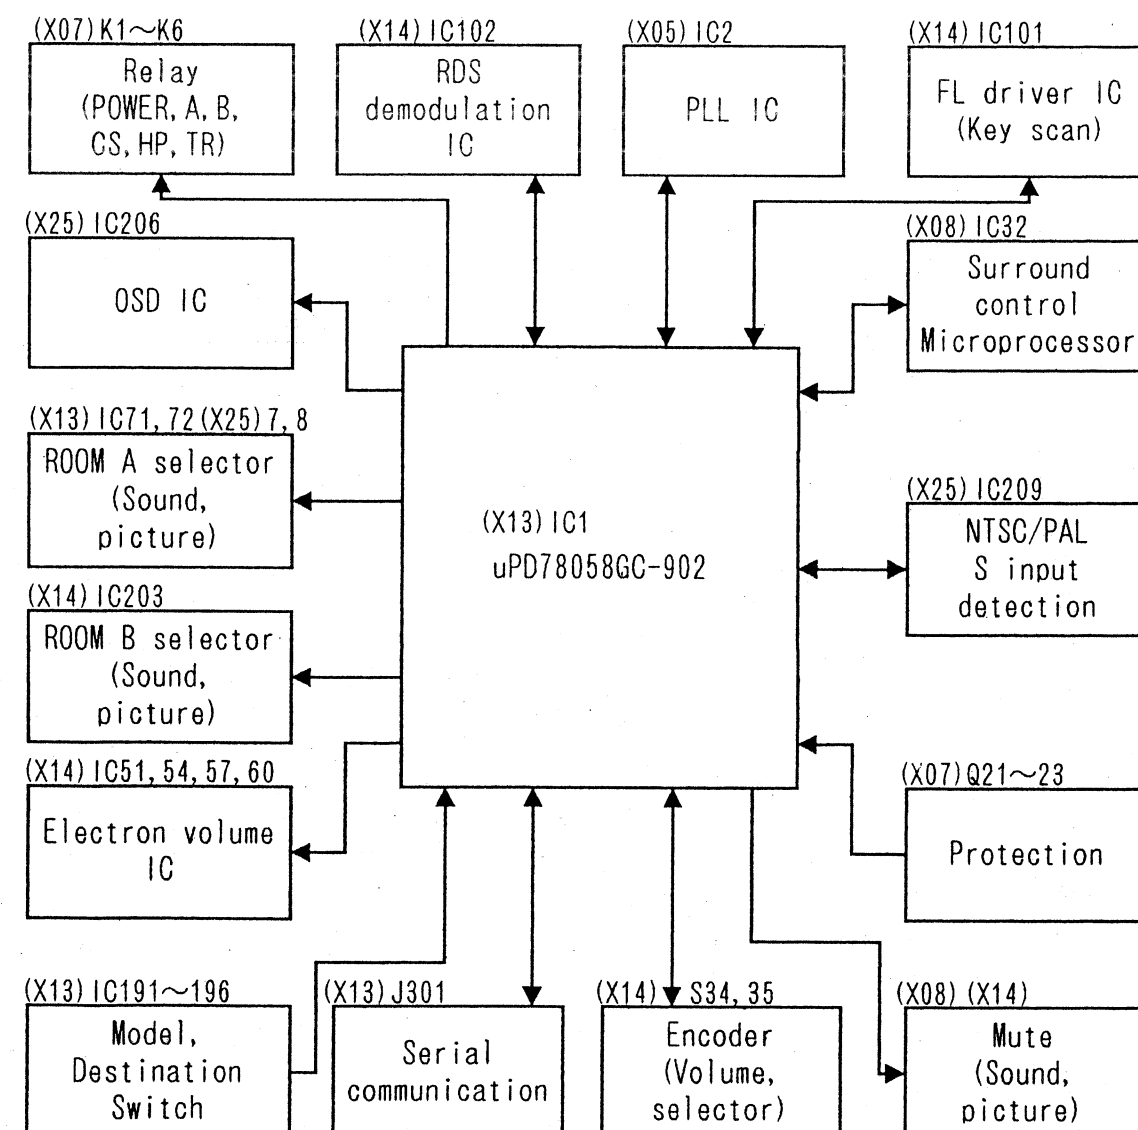 (X07) K1～K6
Relay
(POWER, A, B,
CS, HP, TR)
(X14) IC102
RDS
demodulation
IC
(X05) IC2
PLL IC
(X14) IC101
FL driver IC
(Key scan)
(X25) IC206
OSD IC
(X08) IC32
Surround
control
Microprocessor
(X13) IC71, 72 (X25) 7, 8
ROOM A selector
(Sound,
picture)
(X13) IC1
uPD78058GC-902
(X25) IC209
NTSC/PAL
S input
detection
(X14) IC203
ROOM B selector
(Sound,
picture)
(X14) IC51, 54, 57, 60
Electron volume
IC
(X07) Q21～23
Protection
(X13) IC191～196
Model,
Destination
Switch
(X13) J301
Serial
communication
(X14) S34, 35
Encoder
(Volume,
selector)
(X08) (X14)
Mute
(Sound,
picture)